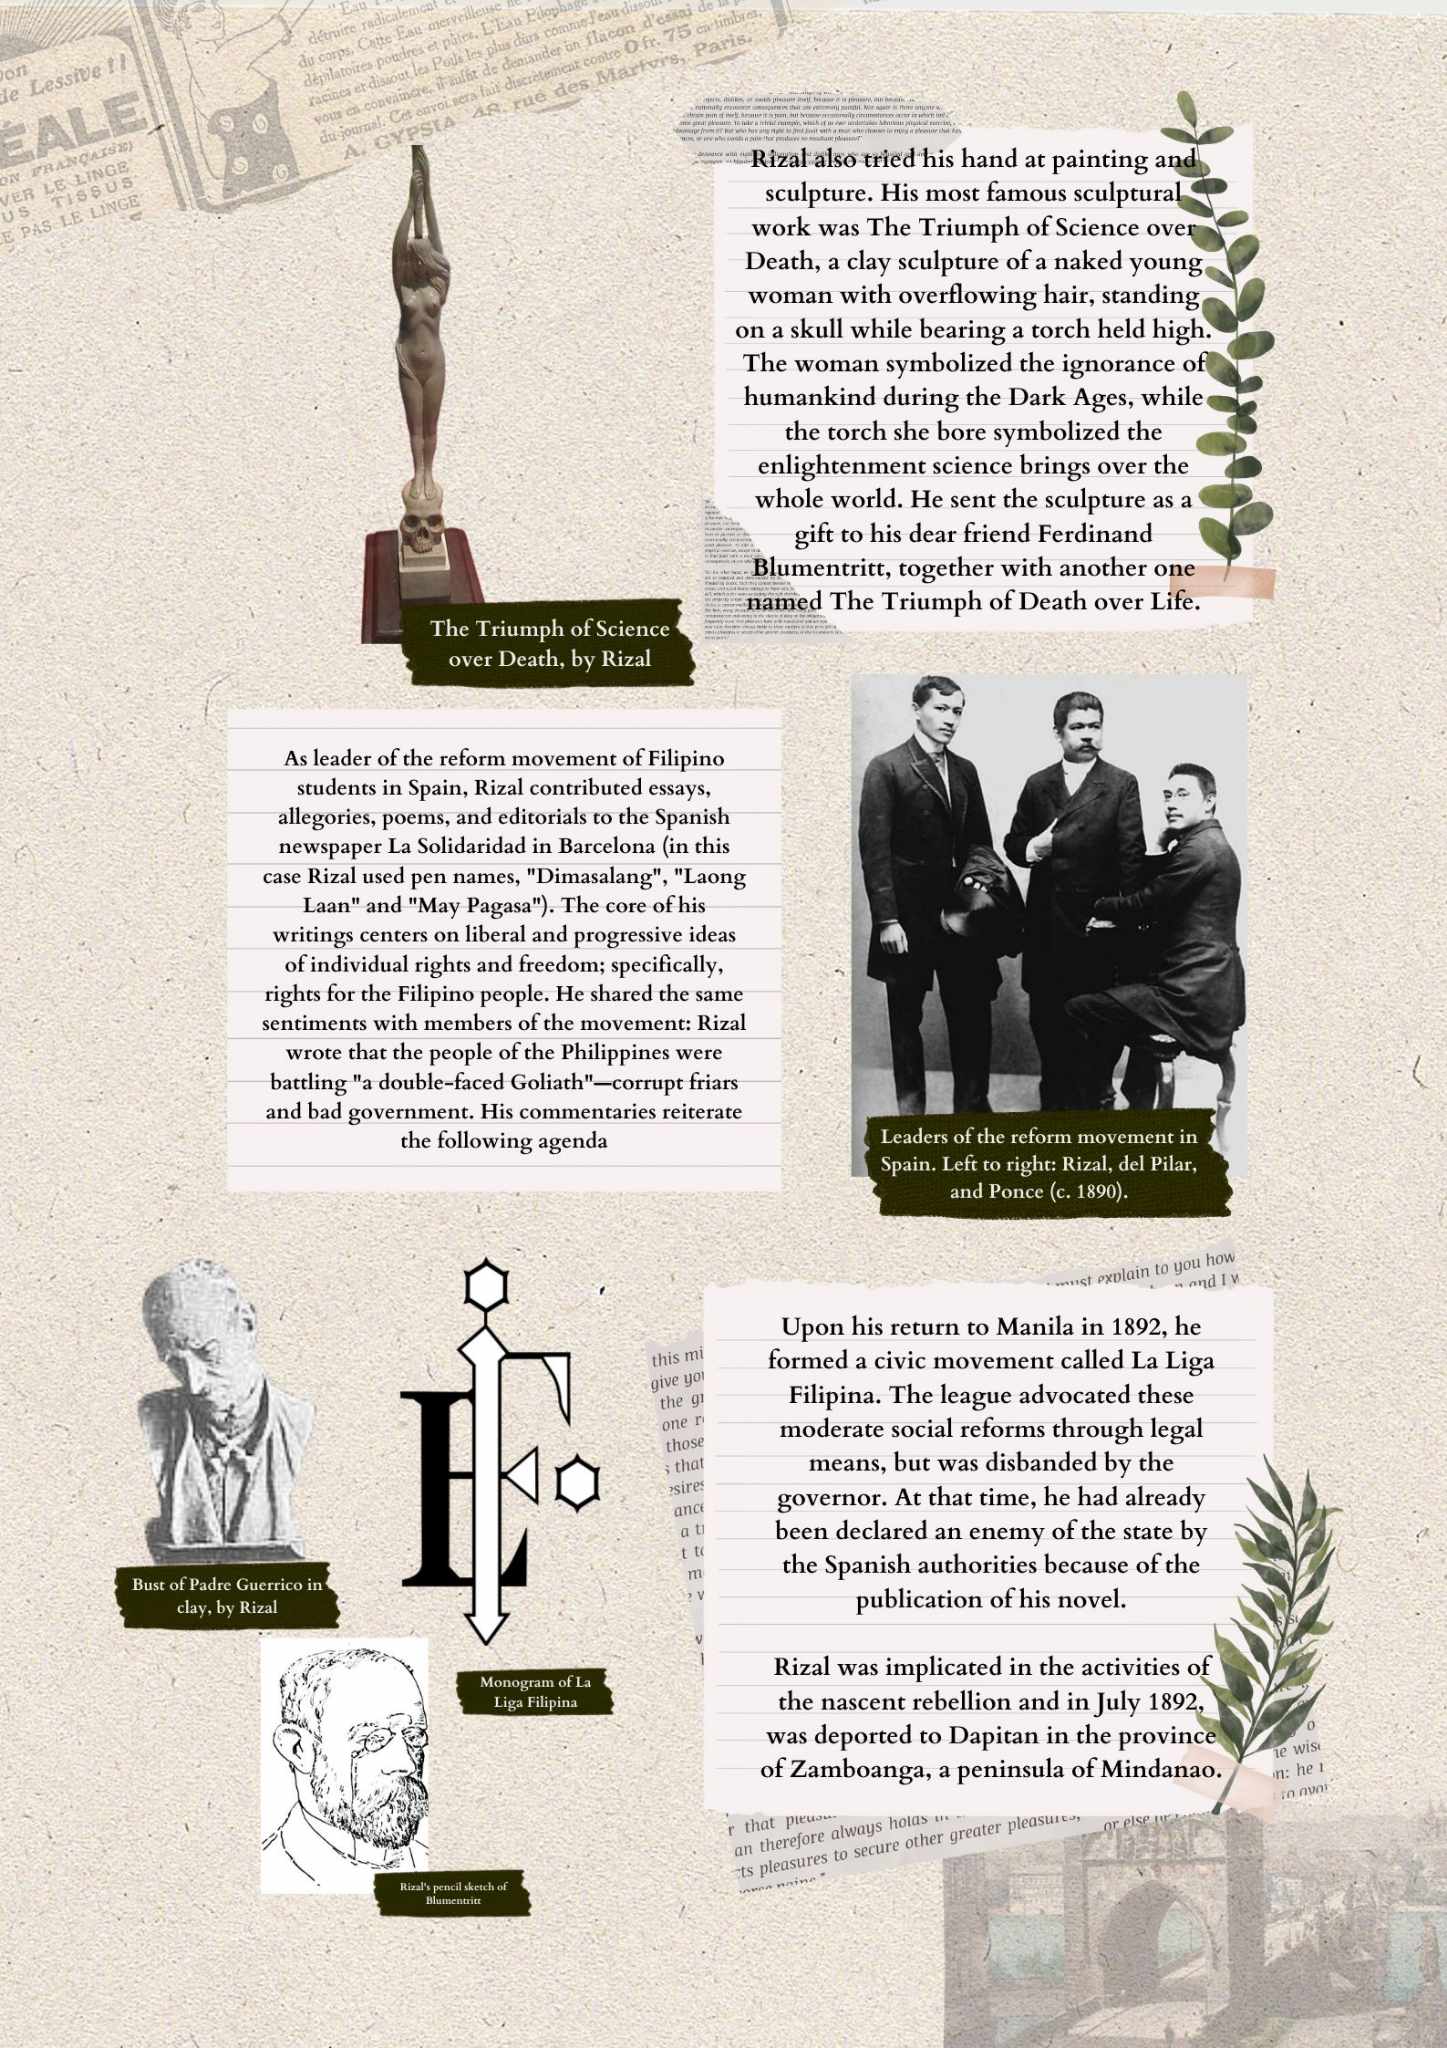 détruire radicalement et
du corps. Cette Eau merveilleuse ne
dépilatoires poudres et pâtes. L'Eau Epilophage
racines et dissout les Poils les plus durs comme l'eau dissout
vous en convaincre, il suffit de demander un flacon d'essai de la
du journal. Cet envoi sera fait discrètement contre 0 fr. 75 en timbres,
A. GYPSIA 48, rue des Martyrs, Paris.
de Lessive!!
EALE
LE LINGE
TISSUS
PAS LE LINGE
Rizal also tried his hand at painting and
sculpture. His most famous sculptural
work was The Triumph of Science over
Death, a clay sculpture of a naked young
woman with overflowing hair, standing
on a skull while bearing a torch held high.
The woman symbolized the ignorance of
humankind during the Dark Ages, while
the torch she bore symbolized the
enlightenment science brings over the
whole world. He sent the sculpture as a
gift to his dear friend Ferdinand
Blumentritt, together with another one
named The Triumph of Death over Life.
The Triumph of Science
over Death, by Rizal
As leader of the reform movement of Filipino
students in Spain, Rizal contributed essays,
allegories, poems, and editorials to the Spanish
newspaper La Solidaridad in Barcelona (in this
case Rizal used pen names, "Dimasalang", "Laong
Laan" and "May Pagasa"). The core of his
writings centers on liberal and progressive ideas
of individual rights and freedom; specifically,
rights for the Filipino people. He shared the same
sentiments with members of the movement: Rizal
wrote that the people of the Philippines were
battling "a double-faced Goliath"—corrupt friars
and bad government. His commentaries reiterate
the following agenda
Leaders of the reform movement in
Spain. Left to right: Rizal, del Pilar,
and Ponce (c. 1890).
must explain to you how
and I w
this mi
give you
the gr
one r
those
that
Upon his return to Manila in 1892, he
formed a civic movement called La Liga
Filipina. The league advocated these
moderate social reforms through legal
means, but was disbanded by the
governor. At that time, he had already
been declared an enemy of the state by
the Spanish authorities because of the
publication of his novel.
Rizal was implicated in the activities of
the nascent rebellion and in July 1892,
was deported to Dapitan in the province
of Zamboanga, a peninsula of Mindanao.
Bust of Padre Guerrico in
clay, by Rizal
Monogram of La
Liga Filipina
Rizal's pencil sketch of
Blumentritt
r that
an therefore always holds in
cts pleasures to secure other greater pleasures, or else